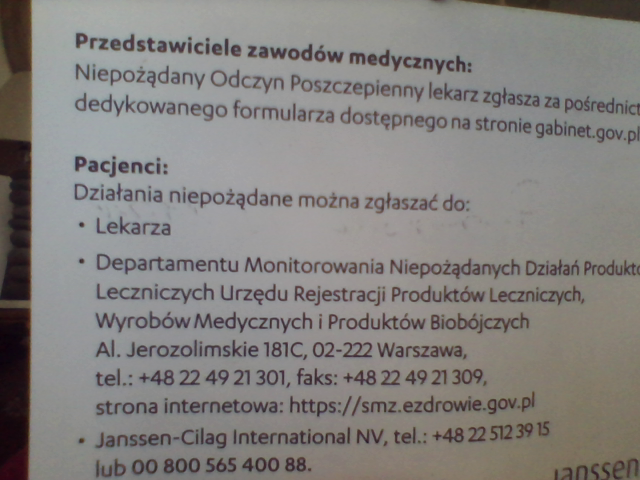 Przedstawiciele zawodów medycznych:
Niepożądany Odczyn Poszczepienny lekarz zgłasza za pośrednict
dedykowanego formularza dostępnego na stronie gabinet.gov.pl
Pacjenci:
Działania niepożądane można zgłaszać do:
• Lekarza
• Departamentu Monitorowania Niepożądanych Działań Produktó
Leczniczych Urzędu Rejestracji Produktów Leczniczych,
Wyrobów Medycznych i Produktów Biobójczych
Al. Jerozolimskie 181C, 02-222 Warszawa,
tel.: +48 22 49 21 301, faks: +48 22 49 21 309,
strona internetowa: https://smz.ezdrowie.gov.pl
• Janssen-Cilag International NV, tel.: +48 22 512 39 15
lub 00 800 565 400 88.
janssen